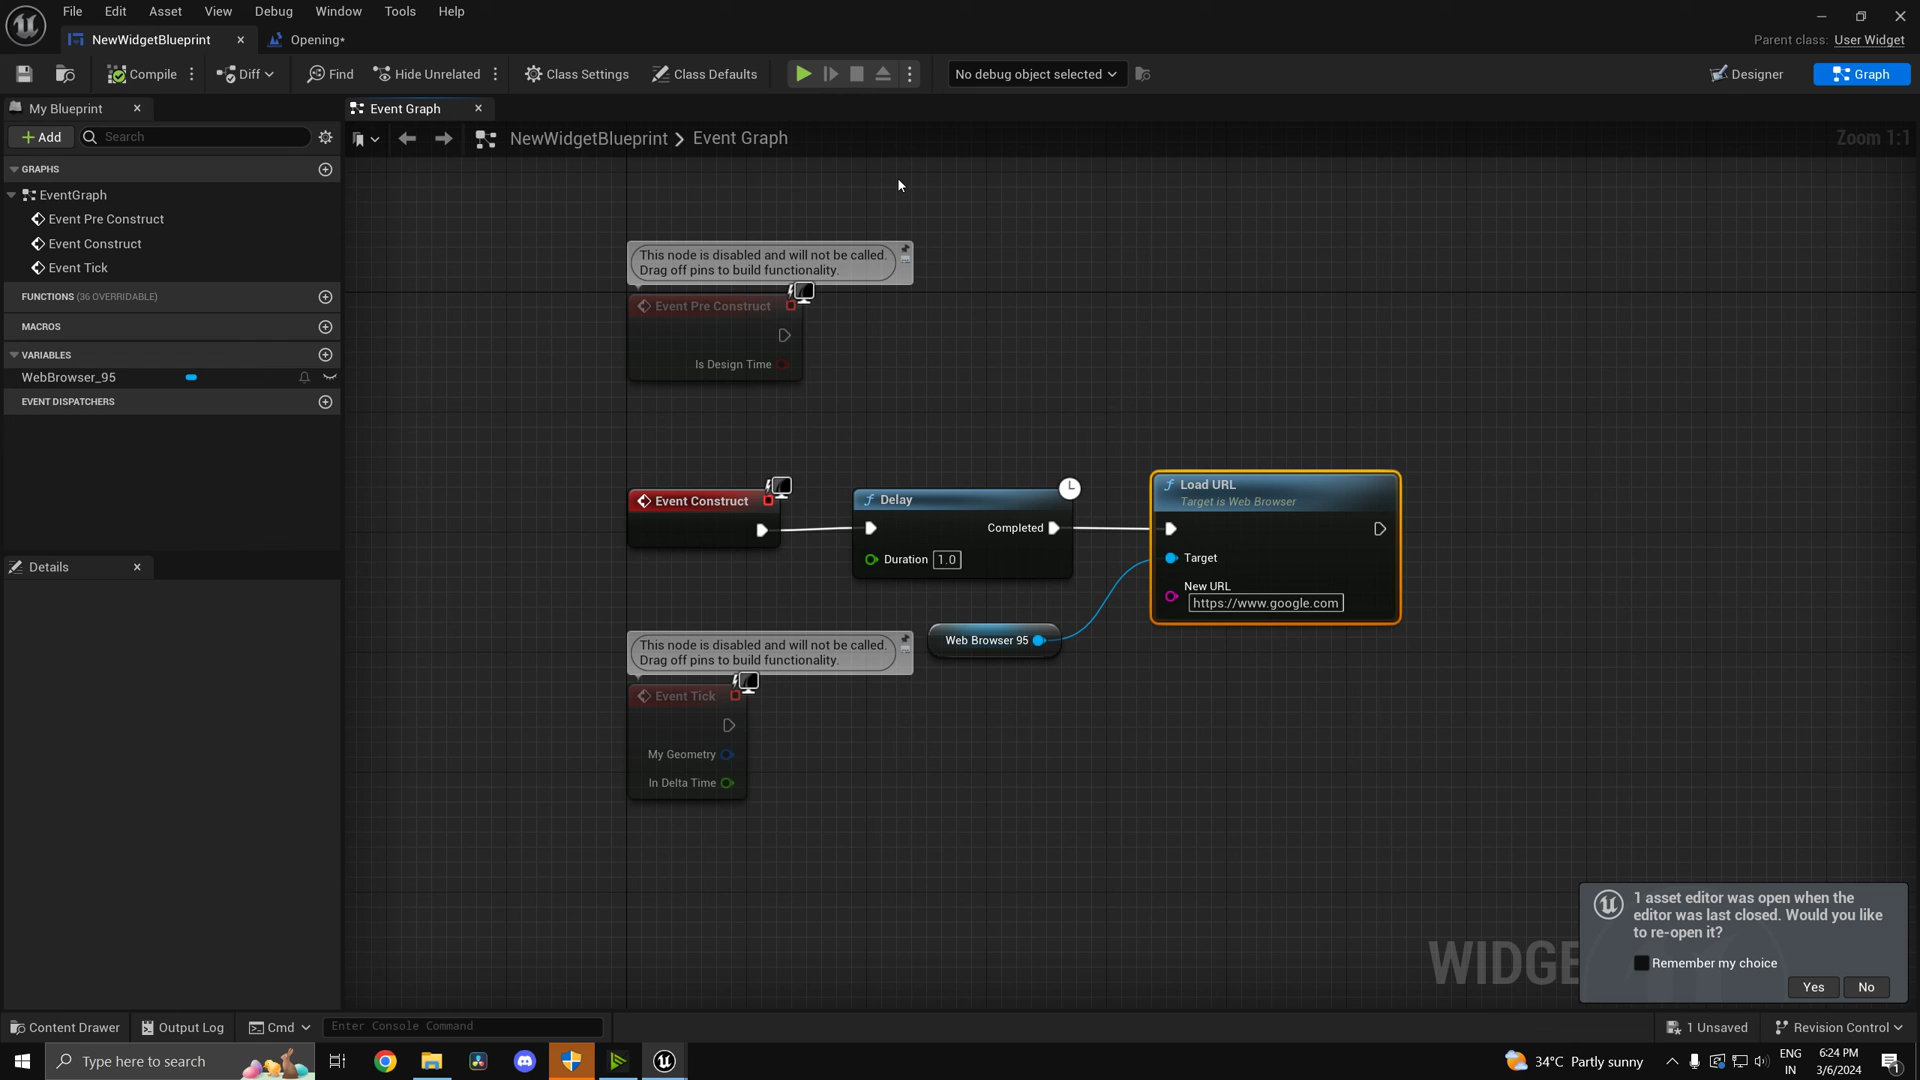 File Edit Asset View Debug Window Tools Help
NewWidgetBlueprint Opening*
Parent class: User Widget
Compile Diff Find Hide Unrelated Class Settings Class Defaults No debug object selected Designer Graph
My Blueprint
Event Graph
Add Search
NewWidgetBlueprint > Event Graph
Zoom 1:1
GRAPHS
EventGraph
Event Pre Construct
Event Construct
Event Tick
FUNCTIONS (36 OVERRIDABLE)
MACROS
VARIABLES
WebBrowser_95
EVENT DISPATCHERS
Details
This node is disabled and will not be called.
Drag off pins to build functionality.
Event Pre Construct
Is Design Time
Event Construct
Delay
Completed
Duration 1.0
Load URL
Target is Web Browser
Target
New URL
https://www.google.com
Web Browser 95
This node is disabled and will not be called.
Drag off pins to build functionality.
Event Tick
My Geometry
In Delta Time
1 asset editor was open when the
editor was last closed. Would you like
to re-open it?
Remember my choice
Yes No
Content Drawer Output Log Cmd Enter Console Command 1 Unsaved Revision Control
Type here to search
34°C Partly sunny
ENG
IN
6:24 PM
3/6/2024
1